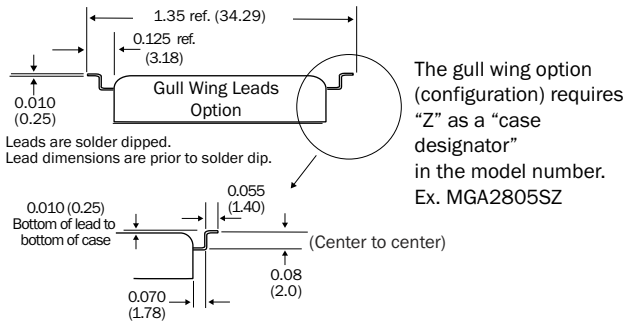 1.35 ref. (34.29)
0.125 ref.
(3.18)
0.010
(0.25)
Gull Wing Leads
Option
Leads are solder dipped.
Lead dimensions are prior to solder dip.
The gull wing option
(configuration) requires
“Z” as a “case
designator”
in the model number.
Ex. MGA2805SZ
0.055
(1.40)
0.010 (0.25)
Bottom of lead to
bottom of case
(Center to center)
0.08
(2.0)
0.070
(1.78)